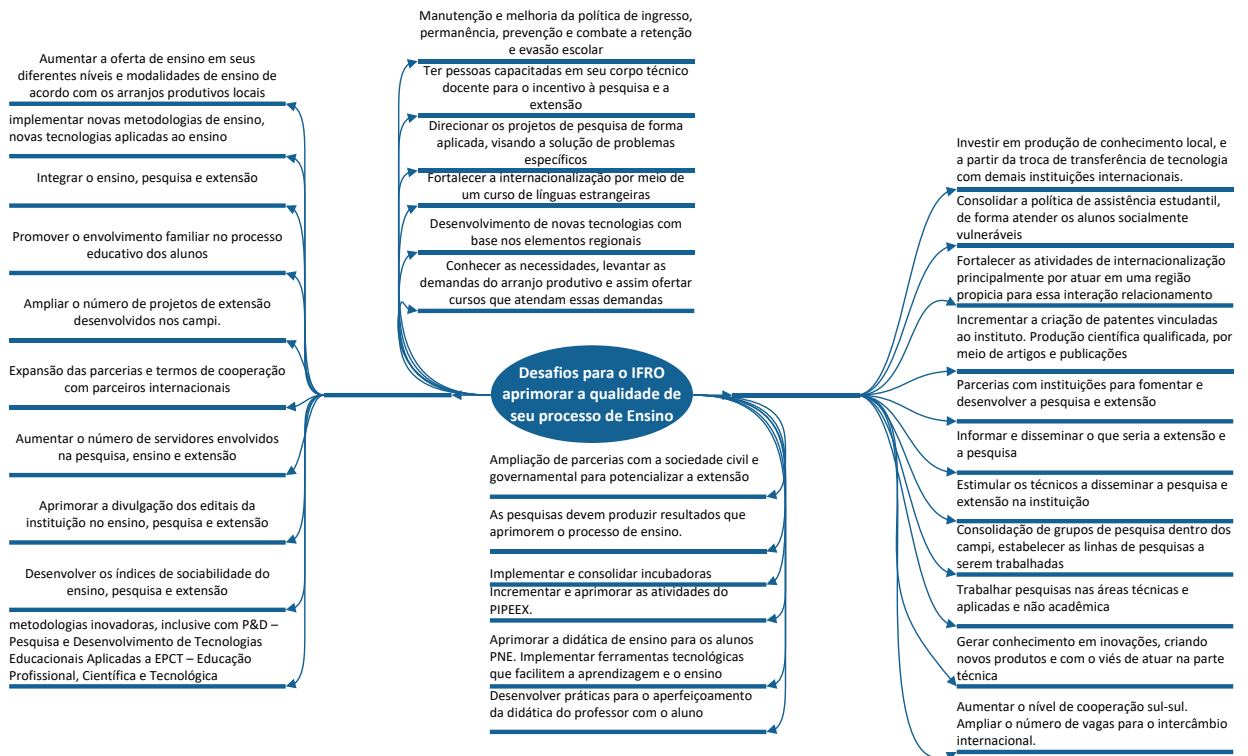 Manutenção e melhoria da política de ingresso,
permanência, prevenção e combate a retenção
e evasão escolar
Ter pessoas capacitadas em seu corpo técnico
docente para o incentivo à pesquisa e a
extensão
Direcionar os projetos de pesquisa de forma
aplicada, visando a solução de problemas
específicos
Fortalecer a internacionalização por meio de
um curso de línguas estrangeiras
Desenvolvimento de novas tecnologias com
base nos elementos regionais
Conhecer as necessidades, levantar as
demandas do arranjo produtivo e assim ofertar
cursos que atendam essas demandas
Aumentar a oferta de ensino em seus
diferentes níveis e modalidades de ensino de
acordo com os arranjos produtivos locais
implementar novas metodologias de ensino,
novas tecnologias aplicadas ao ensino
Integrar o ensino, pesquisa e extensão
Promover o envolvimento familiar no processo
educativo dos alunos
Ampliar o número de projetos de extensão
desenvolvidos nos campi.
Expansão das parcerias e termos de cooperação
com parceiros internacionais
Aumentar o número de servidores envolvidos
na pesquisa, ensino e extensão
Aprimorar a divulgação dos editais da
instituição no ensino, pesquisa e extensão
Desenvolver os índices de sociabilidade do
ensino, pesquisa e extensão
metodologias inovadoras, inclusive com P&D –
Pesquisa e Desenvolvimento de Tecnologias
Educacionais Aplicadas a EPCT – Educação
Profissional, Científica e Tecnológica
Desafios para o IFRO
aprimorar a qualidade de
seu processo de Ensino
Ampliação de parcerias com a sociedade civil e
governamental para potencializar a extensão
As pesquisas devem produzir resultados que
aprimorem o processo de ensino.
Implementar e consolidar incubadoras
Incrementar e aprimorar as atividades do
PIPEEX.
Aprimorar a didática de ensino para os alunos
PNE. Implementar ferramentas tecnológicas
que facilitem a aprendizagem e o ensino
Desenvolver práticas para o aperfeiçoamento
da didática do professor com o aluno
Investir em produção de conhecimento local, e
a partir da troca de transferência de tecnologia
com demais instituições internacionais.
Consolidar a política de assistência estudantil,
de forma atender os alunos socialmente
vulneráveis
Fortalecer as atividades de internacionalização
principalmente por atuar em uma região
propicia para essa interação relacionamento
Incrementar a criação de patentes vinculadas
ao instituto. Produção científica qualificada, por
meio de artigos e publicações
Parcerias com instituições para fomentar e
desenvolver a pesquisa e extensão
Informar e disseminar o que seria a extensão e
a pesquisa
Estimular os técnicos a disseminar a pesquisa e
extensão na instituição
Consolidação de grupos de pesquisa dentro dos
campi, estabelecer as linhas de pesquisas a
serem trabalhadas
Trabalhar pesquisas nas áreas técnicas e
aplicadas e não acadêmica
Gerar conhecimento em inovações, criando
novos produtos e com o viés de atuar na parte
técnica
Aumentar o nível de cooperação sul-sul.
Ampliar o número de vagas para o intercâmbio
internacional.